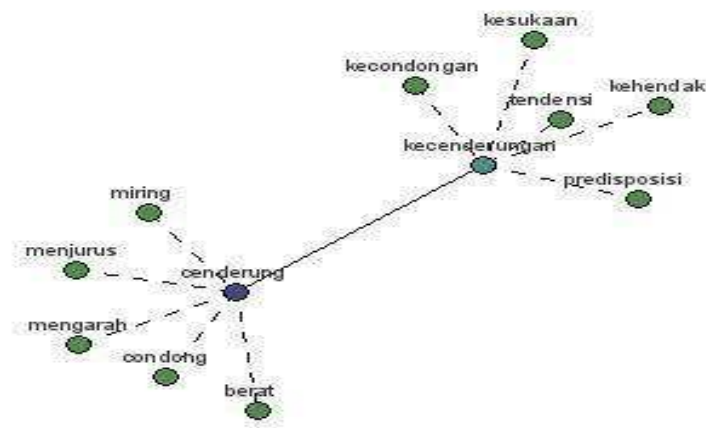 kesukaan
kecondongan
kehendak
tendensi
kecenderungan
predisposisi
miring
menjurus
cenderung
mengarah
condong
berat